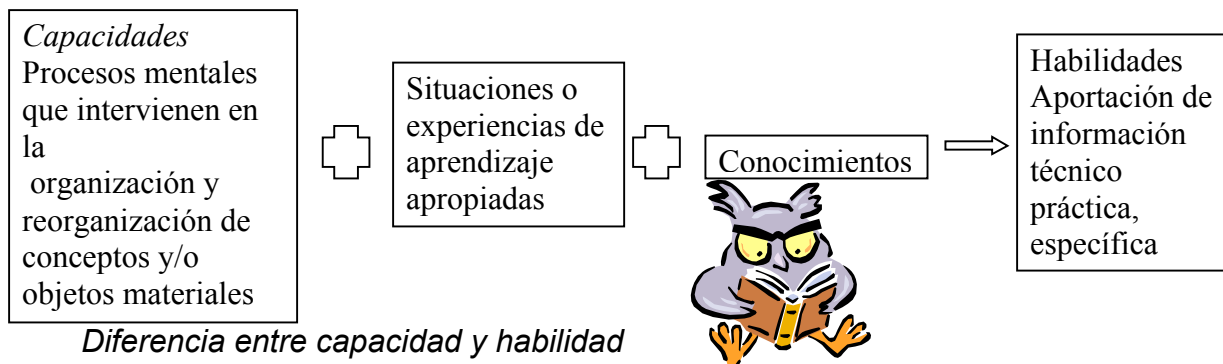 Capacidades
Procesos mentales
que intervienen en
la
organización y
reorganización de
conceptos y/o
objetos materiales
Situaciones o
experiencias de
aprendizaje
apropiadas
Conocimientos
Habilidades
Aportación de
información
técnico
práctica,
específica
Diferencia entre capacidad y habilidad